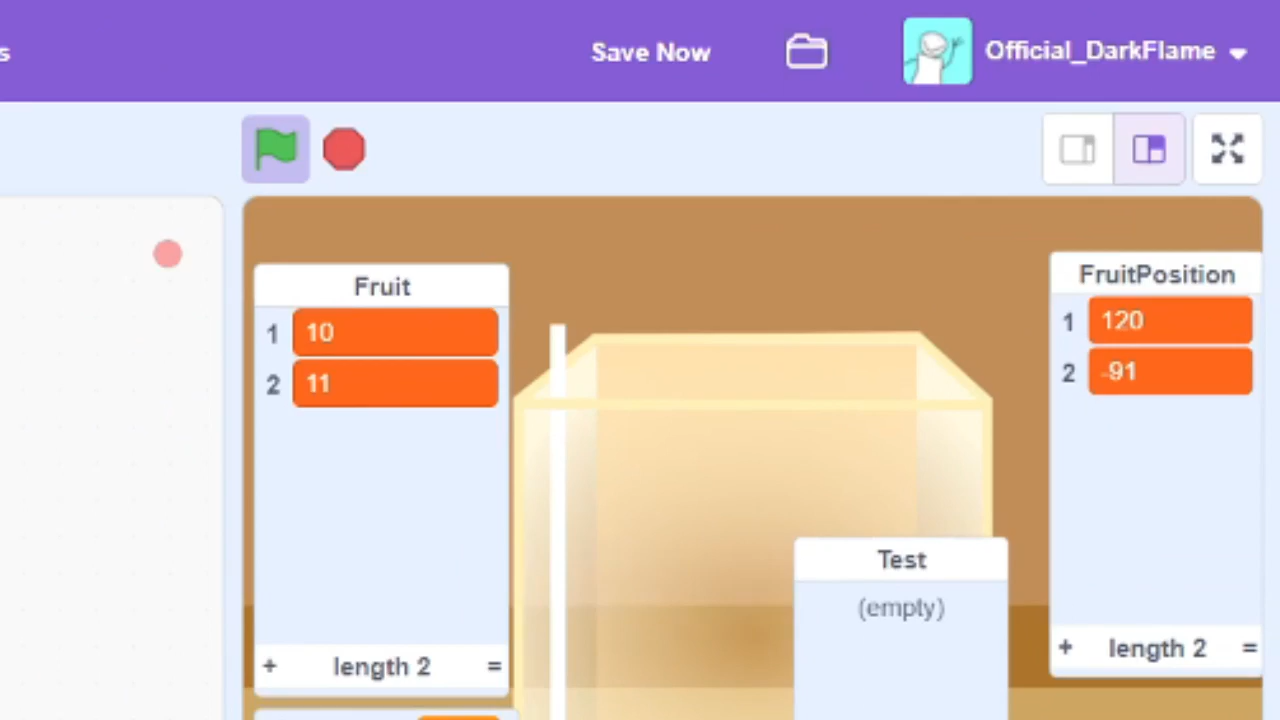 s
Save Now
Official_DarkFlame
Fruit
1 10
2 11
+ length 2 =
FruitPosition
1 120
2 -91
+ length 2 =
Test
(empty)